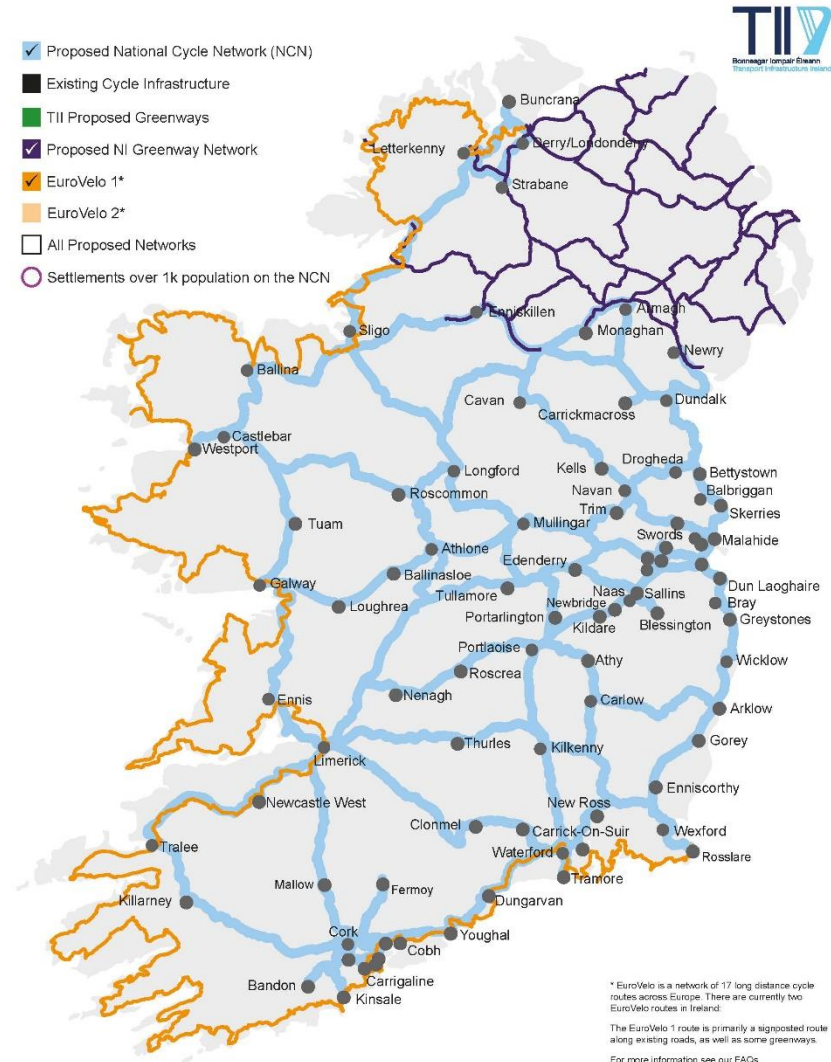 TII
Bonneagar Iompair Éireann
Transport Infrastructure Ireland
Proposed National Cycle Network (NCN)
Existing Cycle Infrastructure
TII Proposed Greenways
Proposed NI Greenway Network
EuroVelo 1*
EuroVelo 2*
All Proposed Networks
Settlements over 1k population on the NCN
Buncrana
Letterkenny
Derry/Londonderry
Strabane
Enniskillen
Armagh
Sligo
Monaghan
Newry
Ballina
Cavan
Carrickmacross
Dundalk
Castlebar
Westport
Longford
Kells
Drogheda
Bettystown
Roscommon
Navan
Balbriggan
Trim
Skerries
Tuam
Mullingar
Swords
Malahide
Athlone
Edenderry
Galway
Ballinasloe
Tullamore
Naas
Sallins
Dun Laoghaire
Loughrea
Newbridge
Bray
Portarlington
Kildare
Blessington
Greystones
Portlaoise
Athy
Wicklow
Roscrea
Ennis
Nenagh
Carlow
Arklow
Limerick
Thurles
Kilkenny
Gorey
Enniscorthy
Newcastle West
New Ross
Clonmel
Carrick-On-Suir
Wexford
Tralee
Waterford
Rosslare
Tramore
Killarney
Mallow
Fermoy
Dungarvan
Cork
Youghal
Cobh
Carrigaline
Bandon
Kinsale
* EuroVelo is a network of 17 long distance cycle
routes across Europe. There are currently two
EuroVelo routes in Ireland:
The EuroVelo 1 route is primarily a signposted route
along existing roads, as well as some greenways.
For more information see our FAQs